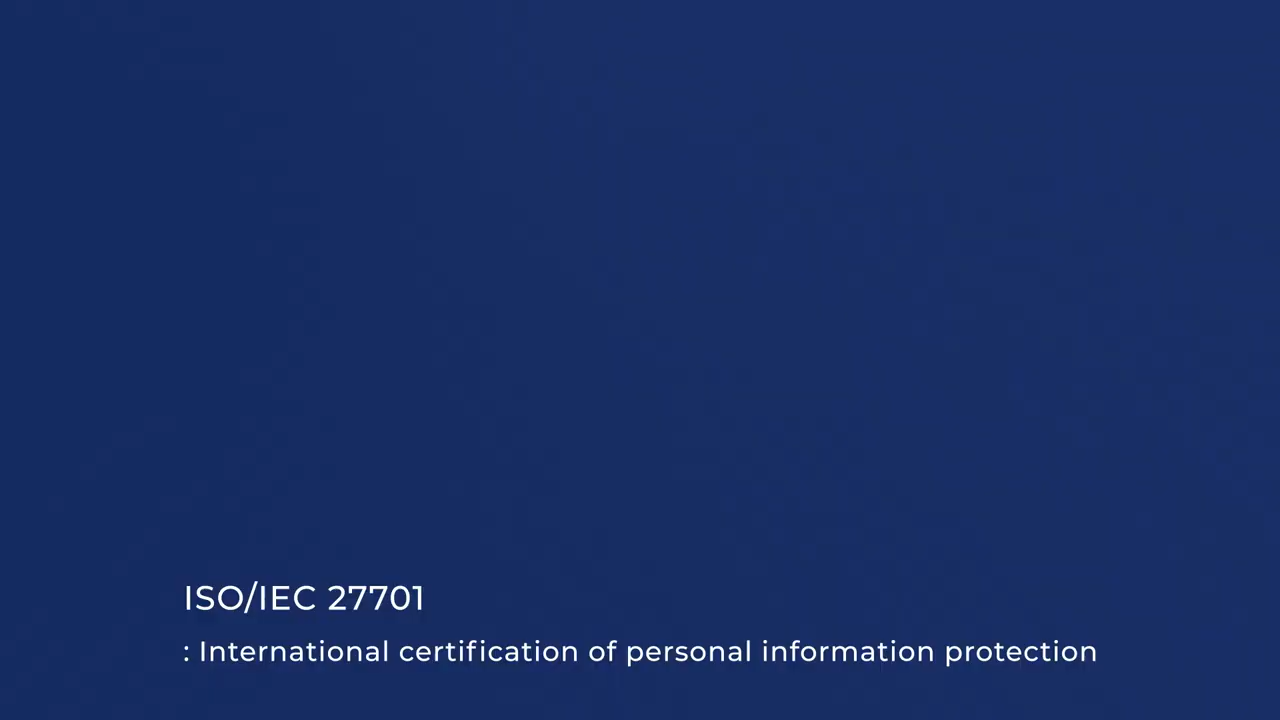 ISO/IEC 27701
: International certification of personal information protection